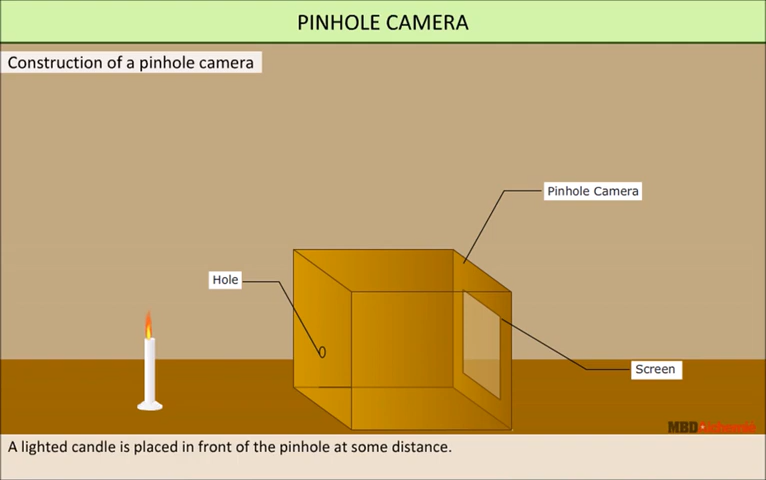 PINHOLE CAMERA
Construction of a pinhole camera
Pinhole Camera
Hole
Screen
MBD
A lighted candle is placed in front of the pinhole at some distance.